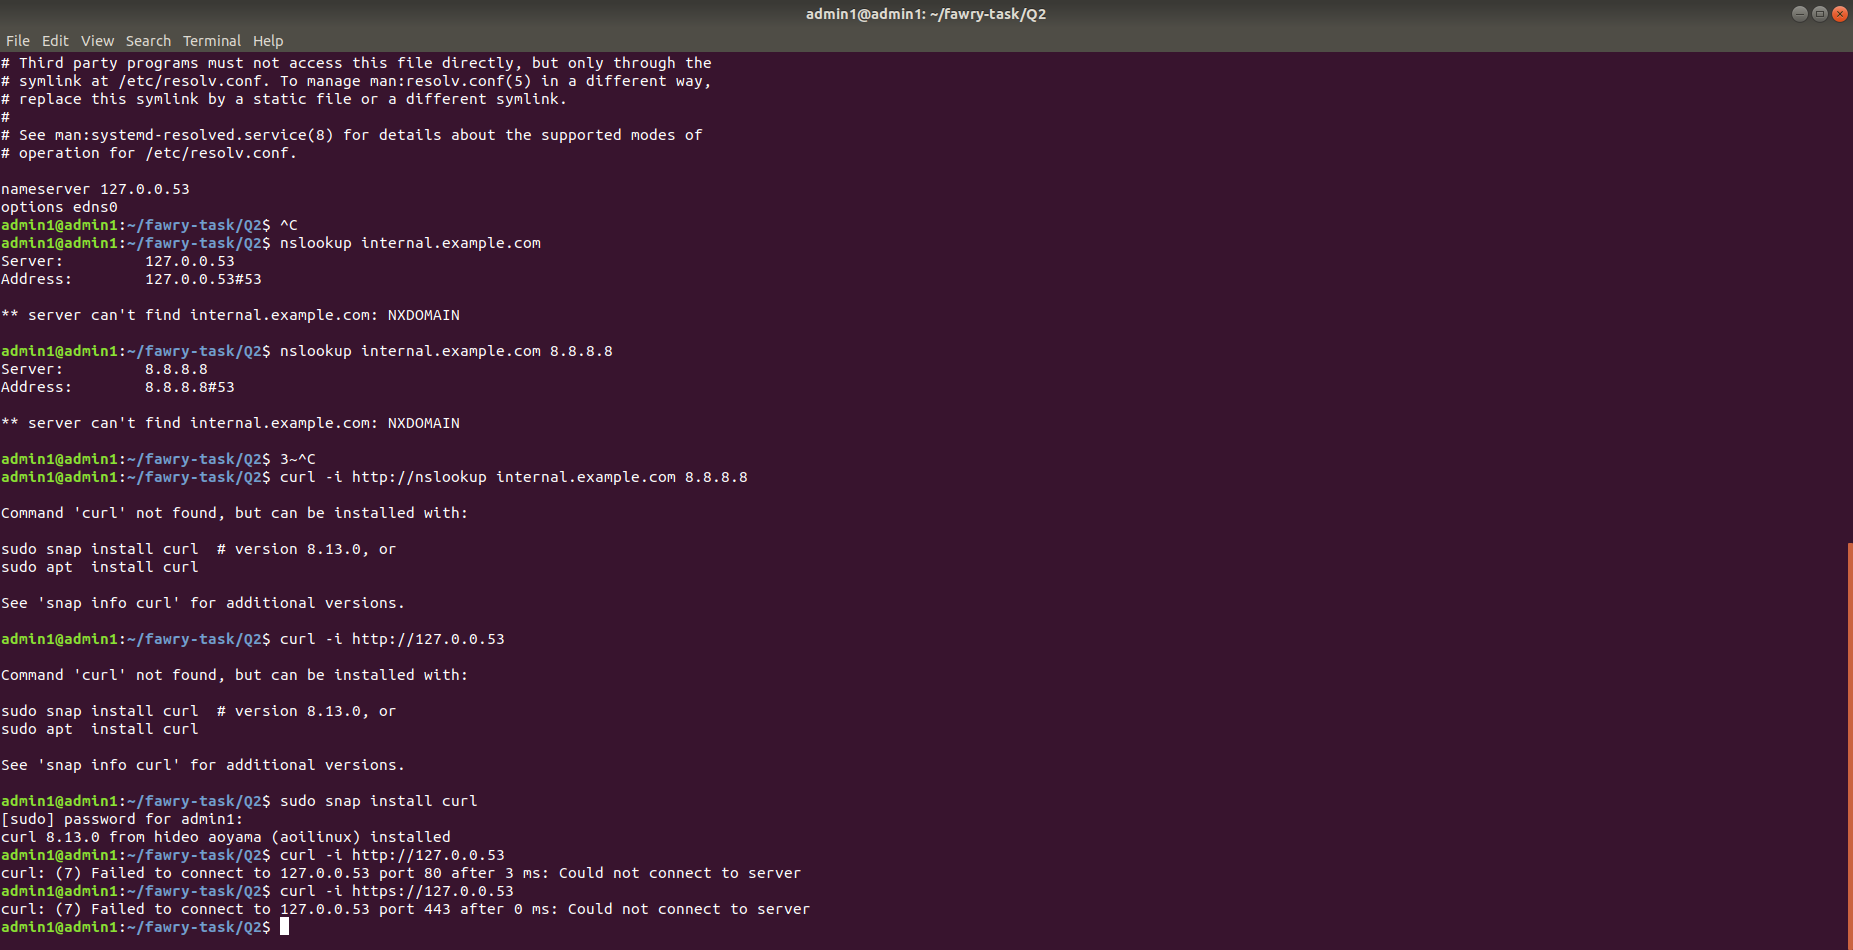 admin1@admin1: ~/fawry-task/Q2
File Edit View Search Terminal Help
# Third party programs must not access this file directly, but only through the
# symlink at /etc/resolv.conf. To manage man:resolv.conf(5) in a different way,
# replace this symlink by a static file or a different symlink.
#
# See man:systemd-resolved.service(8) for details about the supported modes of
# operation for /etc/resolv.conf.
nameserver 127.0.0.53
options edns0
admin1@admin1:~/fawry-task/Q2$ ^C
admin1@admin1:~/fawry-task/Q2$ nslookup internal.example.com
Server:         127.0.0.53
Address:        127.0.0.53#53
** server can't find internal.example.com: NXDOMAIN
admin1@admin1:~/fawry-task/Q2$ nslookup internal.example.com 8.8.8.8
Server:         8.8.8.8
Address:        8.8.8.8#53
** server can't find internal.example.com: NXDOMAIN
admin1@admin1:~/fawry-task/Q2$ 3~^C
admin1@admin1:~/fawry-task/Q2$ curl -i http://nslookup internal.example.com 8.8.8.8
Command 'curl' not found, but can be installed with:
sudo snap install curl  # version 8.13.0, or
sudo apt  install curl
See 'snap info curl' for additional versions.
admin1@admin1:~/fawry-task/Q2$ curl -i http://127.0.0.53
Command 'curl' not found, but can be installed with:
sudo snap install curl  # version 8.13.0, or
sudo apt  install curl
See 'snap info curl' for additional versions.
admin1@admin1:~/fawry-task/Q2$ sudo snap install curl
[sudo] password for admin1:
curl 8.13.0 from hideo aoyama (aoilinux) installed
admin1@admin1:~/fawry-task/Q2$ curl -i http://127.0.0.53
curl: (7) Failed to connect to 127.0.0.53 port 80 after 3 ms: Could not connect to server
admin1@admin1:~/fawry-task/Q2$ curl -i https://127.0.0.53
curl: (7) Failed to connect to 127.0.0.53 port 443 after 0 ms: Could not connect to server
admin1@admin1:~/fawry-task/Q2$